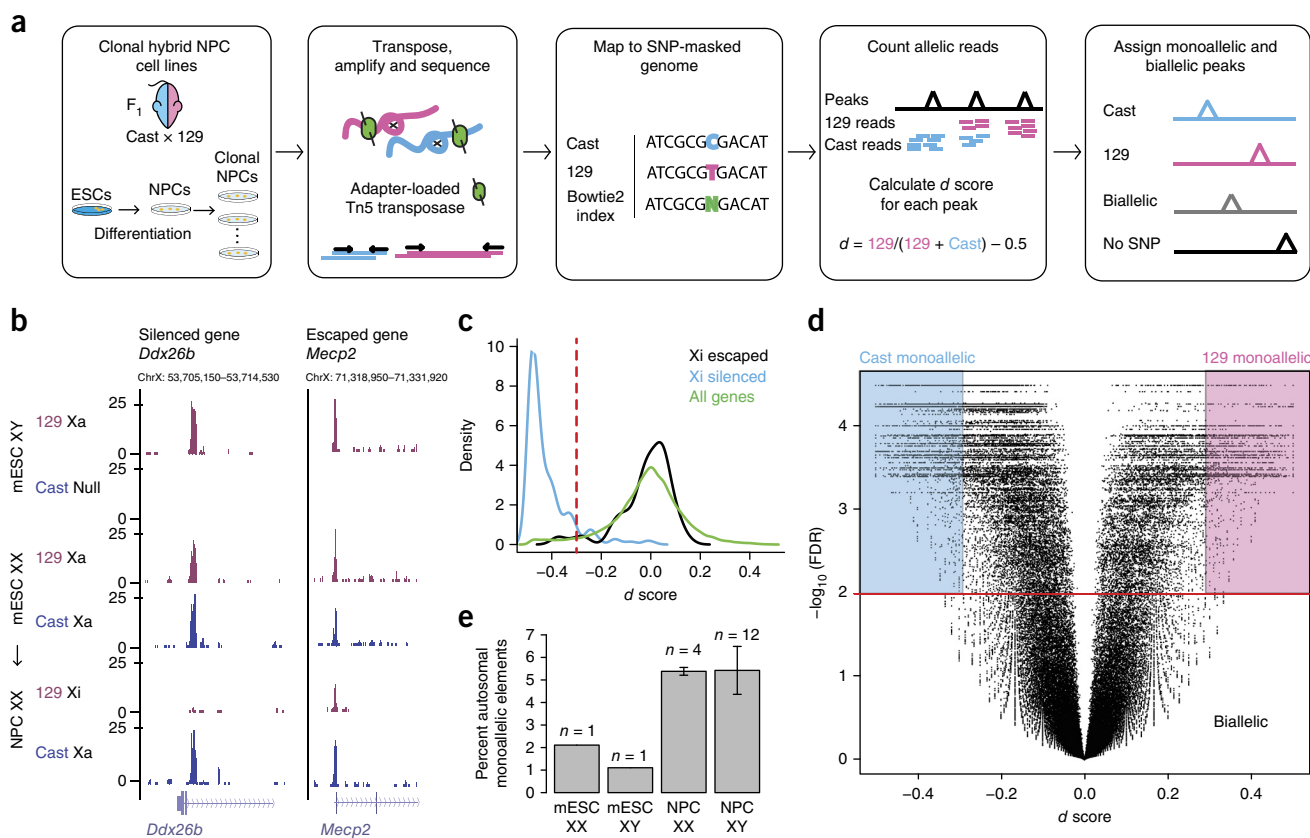 a
Clonal hybrid NPC
cell lines
F1
Cast × 129
Clonal
NPCs
ESCs
NPCs
Differentiation
Transpose,
amplify and sequence
Adapter-loaded
Tn5 transposase
Map to SNP-masked
genome
Cast
ATCGCGCGACAT
129
ATCGCGTGACAT
Bowtie2
index
ATCGCGNGACAT
Count allelic reads
Peaks
129 reads
Cast reads
Calculate d score
for each peak
d = 129/(129 + Cast) – 0.5
Assign monoallelic and
biallelic peaks
Cast
129
Biallelic
No SNP
b
Silenced gene
Ddx26b
ChrX: 53,705,150–53,714,530
Escaped gene
Mecp2
ChrX: 71,318,950–71,331,920
mESC XY
129 Xa
25
0
Cast Null
25
0
mESC XX
129 Xa
25
0
Cast Xa
25
0
NPC XX
129 Xi
25
0
Cast Xa
25
0
Ddx26b
Mecp2
c
Density
10
8
6
4
2
0
Xi escaped
Xi silenced
All genes
−0.4
−0.2
0.0
0.2
0.4
d score
d
Cast monoallelic
129 monoallelic
−log10 (FDR)
4
3
2
1
0
Biallelic
−0.4
−0.2
0.0
0.2
0.4
d score
e
Percent autosomal
monoallelic elements
7
6
5
4
3
2
1
0
n = 1
n = 1
n = 4
n = 12
mESC
XX
mESC
XY
NPC
XX
NPC
XY